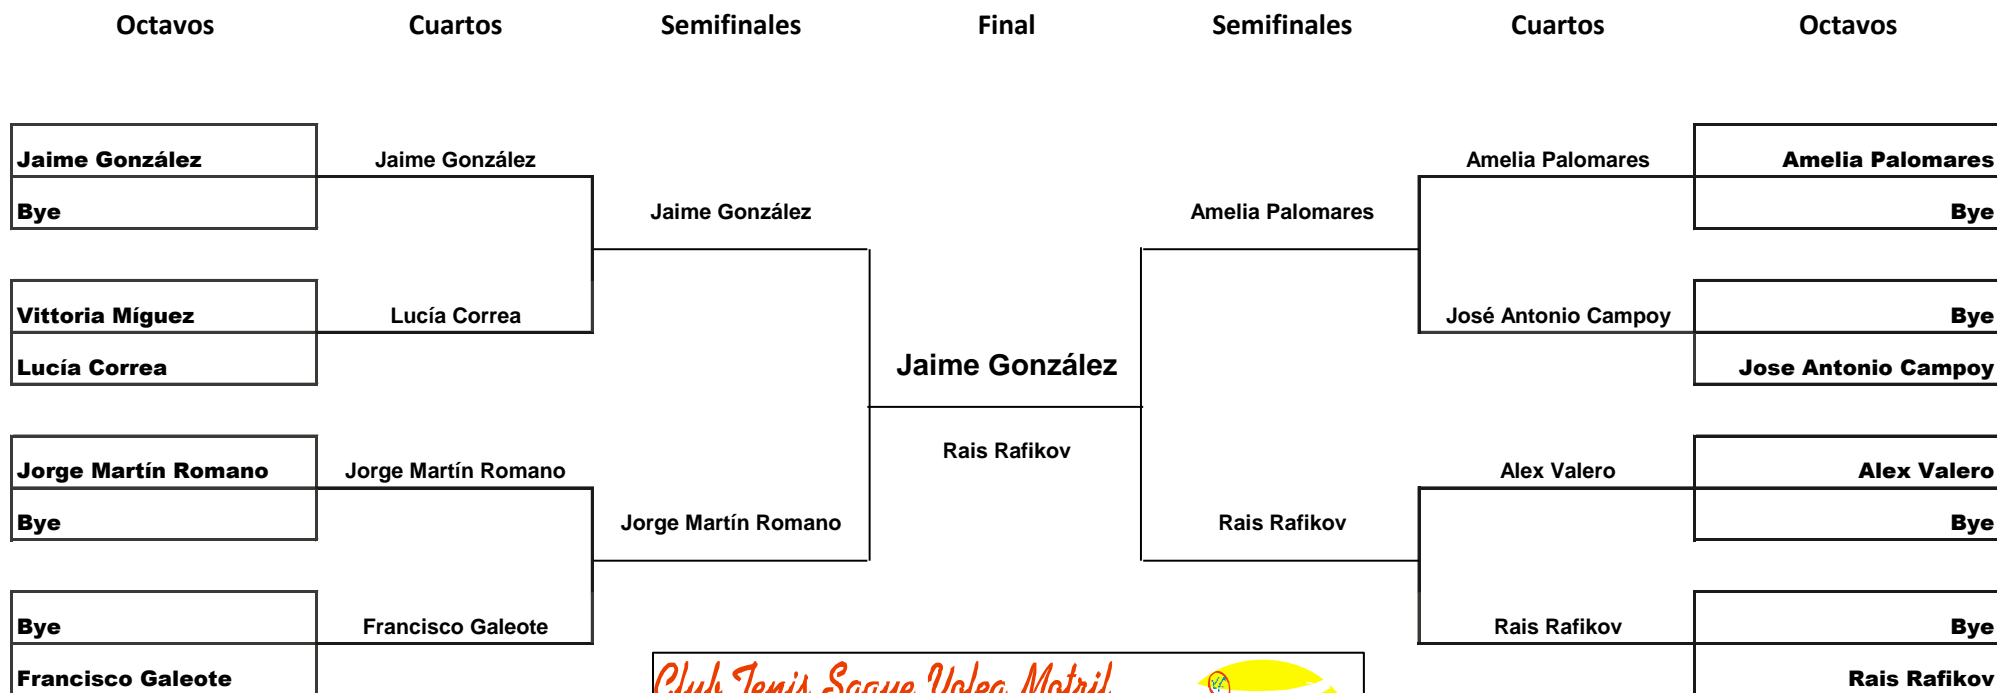 Octavos Cuartos Semifinales Final Semifinales Cuartos Octavos
Jaime González Jaime González Amelia Palomares Amelia Palomares
Bye Jaime González Amelia Palomares Bye
Vittoria Míguez Lucía Correa José Antonio Campoy Bye
Lucía Correa Jaime González Jose Antonio Campoy
Rais Rafikov
Jorge Martín Romano Jorge Martín Romano Alex Valero Alex Valero
Bye Jorge Martín Romano Rais Rafikov Bye
Bye Francisco Galeote Rais Rafikov Bye
Francisco Galeote Club Tenis Saque Volea Motril Rais Rafikov